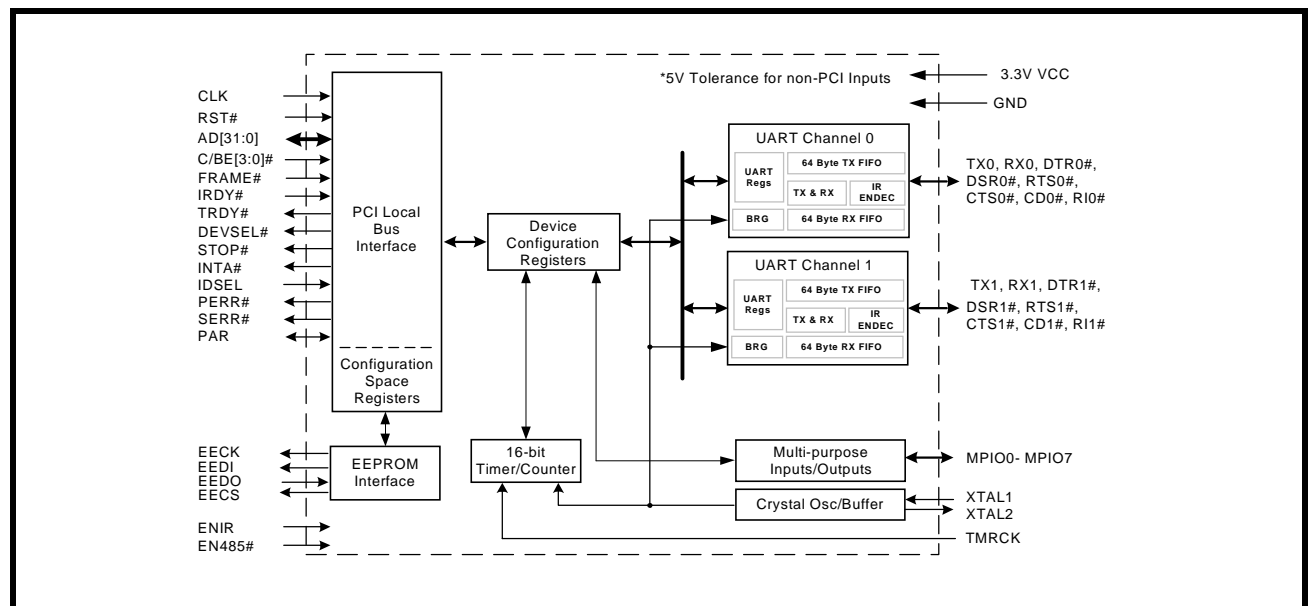 *5V Tolerance for non-PCI Inputs
3.3V VCC
GND
CLK
RST#
AD[31:0]
C/BE[3:0]#
FRAME#
IRDY#
TRDY#
DEVSEL#
STOP#
INTA#
IDSEL
PERR#
SERR#
PAR
PCI Local
Bus
Interface
Configuration
Space
Registers
Device
Configuration
Registers
UART Channel 0
UART
Regs
64 Byte TX FIFO
TX & RX
IR
ENDEC
BRG
64 Byte RX FIFO
TX0, RX0, DTR0#,
DSR0#, RTS0#,
CTS0#, CD0#, RI0#
UART Channel 1
UART
Regs
64 Byte TX FIFO
TX & RX
IR
ENDEC
BRG
64 Byte RX FIFO
TX1, RX1, DTR1#,
DSR1#, RTS1#,
CTS1#, CD1#, RI1#
EECK
EEDI
EEDO
EECS
EEPROM
Interface
16-bit
Timer/Counter
Multi-purpose
Inputs/Outputs
MPIO0- MPIO7
Crystal Osc/Buffer
XTAL1
XTAL2
TMRCK
ENIR
EN485#